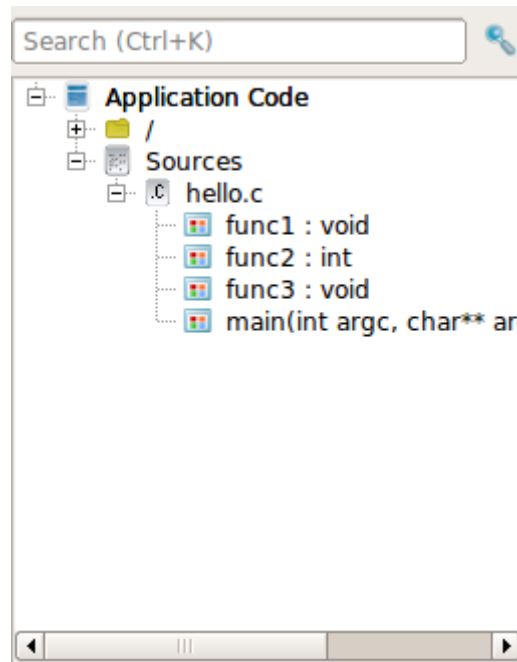 Search (Ctrl+K)
Application Code
/
Sources
.C hello.c
func1 : void
func2 : int
func3 : void
main(int argc, char** ar